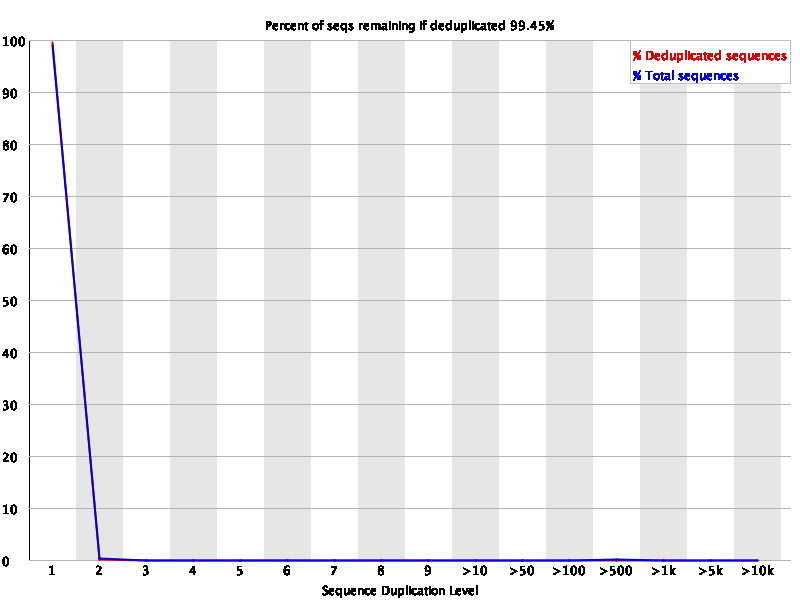 Percent of seqs remaining if deduplicated 99.45%
% Deduplicated sequences
% Total sequences
100
90
80
70
60
50
40
30
20
10
0
1 2 3 4 5 6 7 8 9 >10 >50 >100 >500 >1k >5k >10k
Sequence Duplication Level